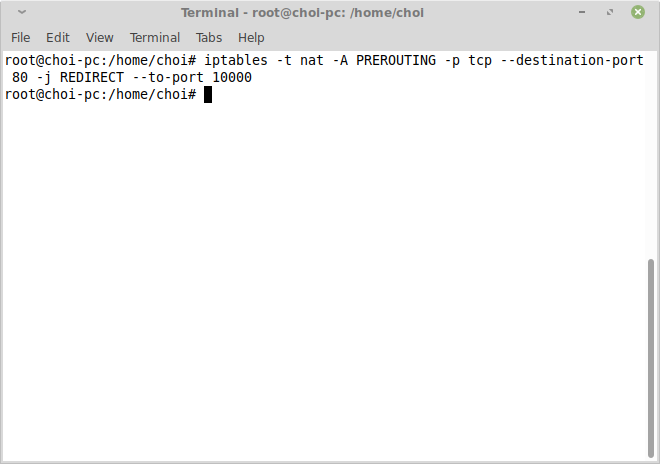 Terminal - root@choi-pc: /home/choi
File Edit View Terminal Tabs Help
root@choi-pc:/home/choi# iptables -t nat -A PREROUTING -p tcp --destination-port
80 -j REDIRECT --to-port 10000
root@choi-pc:/home/choi#